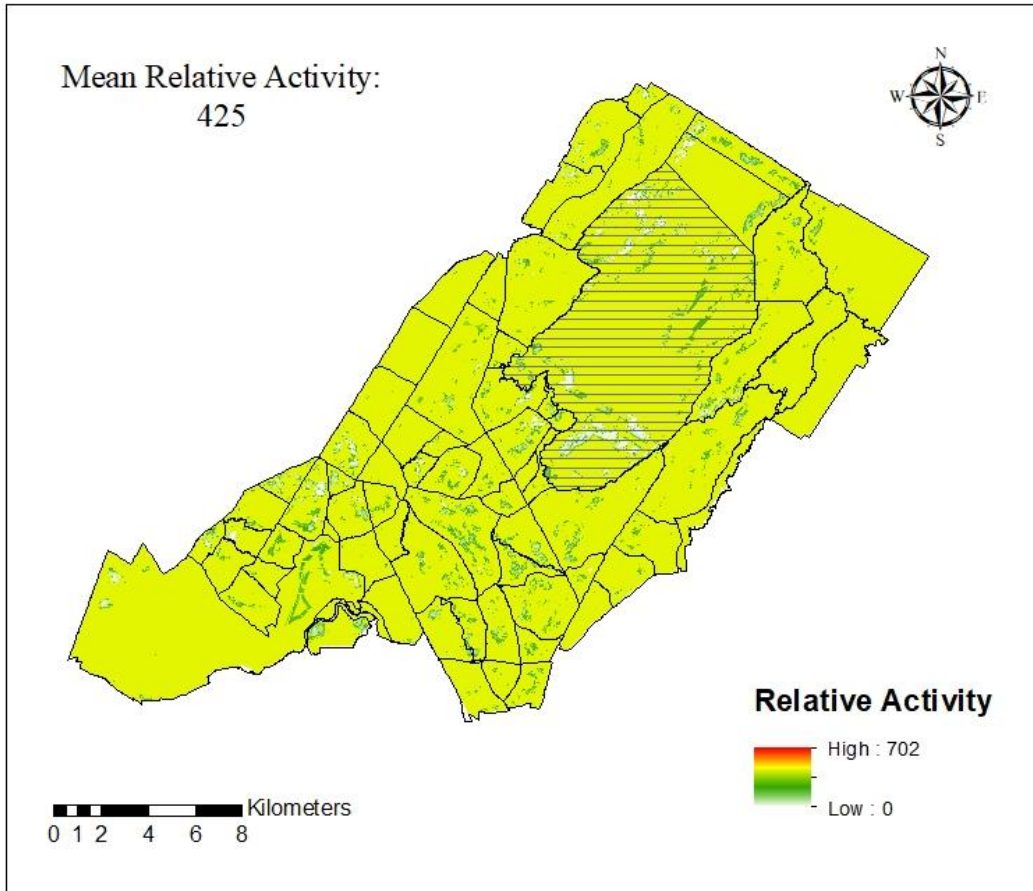 Mean Relative Activity:
425
N
W E
S
Relative Activity
High : 702
Low : 0
Kilometers
0 1 2 4 6 8